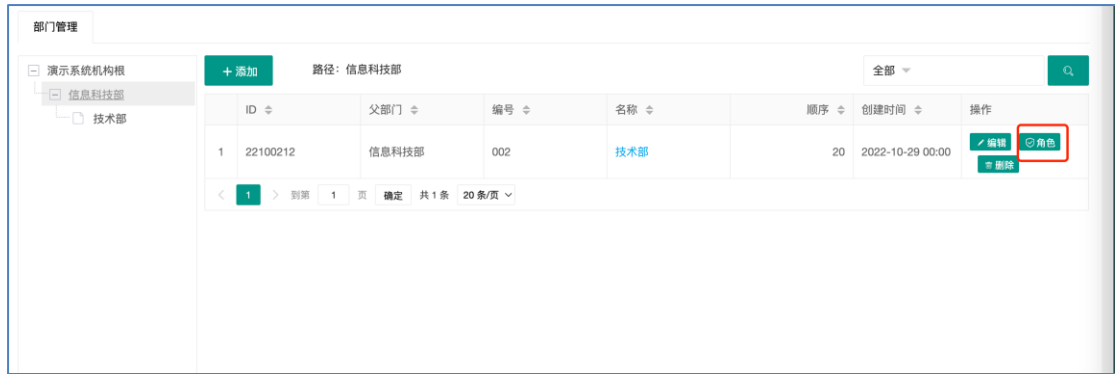 部门管理
演示系统机构根
信息科技部
技术部
添加 路径：信息科技部 全部
ID 父部门 编号 名称 顺序 创建时间 操作
1 22100212 信息科技部 002 技术部 20 2022-10-29 00:00 编辑 角色
删除
1 到第 1 页 确定 共 1 条 20 条/页